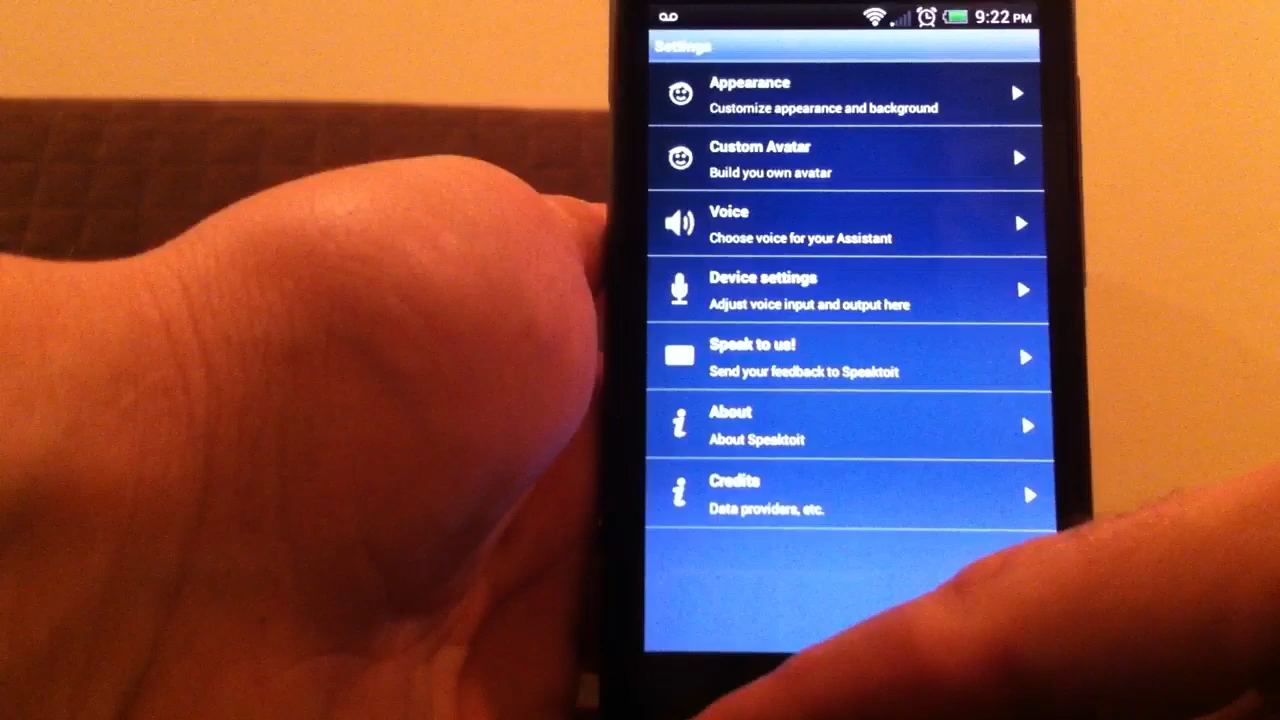 9:22 PM
Settings
Appearance
Customize appearance and background
Custom Avatar
Build you own avatar
Voice
Choose voice for your Assistant
Device settings
Adjust voice input and output here
Speak to us!
Send your feedback to Speaktoit
About
About Speaktoit
Credits
Data providers, etc.